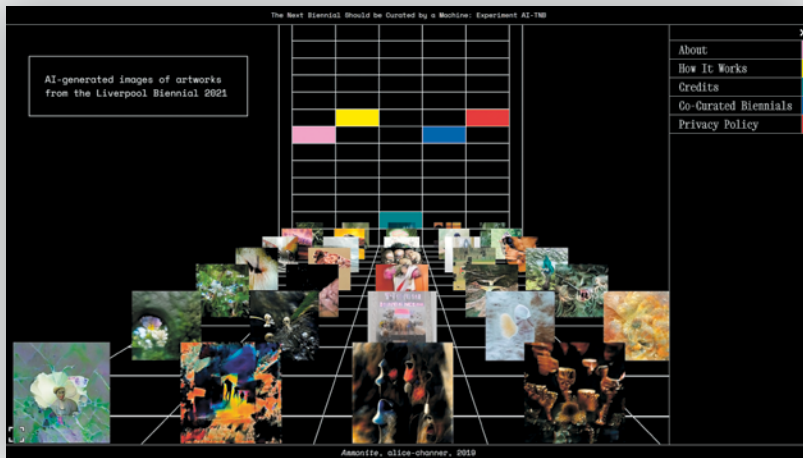 The Next Biennial Should be Curated by a Machine: Experiment AI-TNB
AI-generated images of artworks
from the Liverpool Biennial 2021
About
How It Works
Credits
Co-Curated Biennials
Privacy Policy
Ammonite, alice-channer, 2019